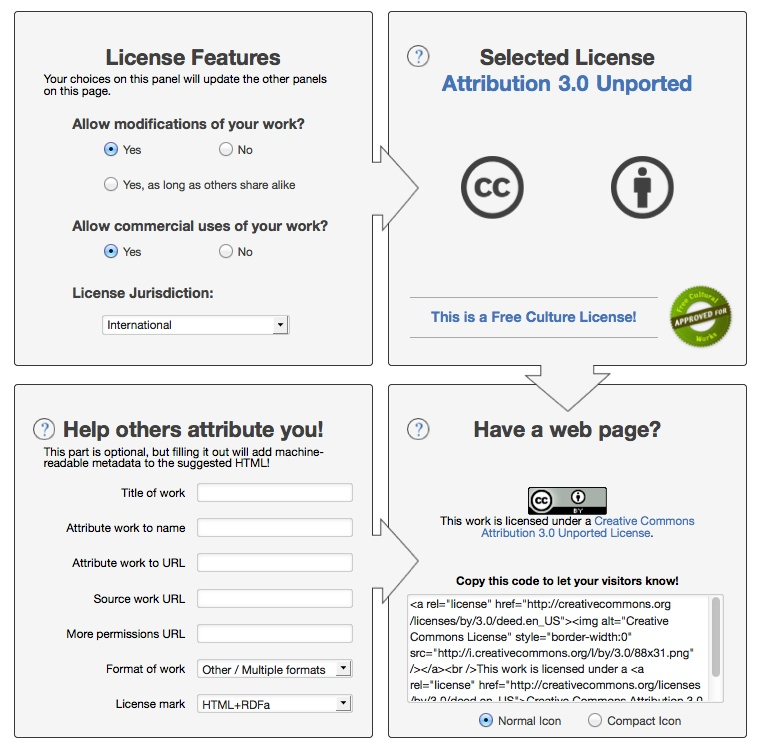 License Features
Your choices on this panel will update the other panels
on this page.
Allow modifications of your work?
Yes
No
Yes, as long as others share alike
Allow commercial uses of your work?
Yes
No
License Jurisdiction:
International
?
Selected License
Attribution 3.0 Unported
CC
This is a Free Culture License!
Free Cultural
APPROVED FOR
Works
?
Help others attribute you!
This part is optional, but filling it out will add machine-
readable metadata to the suggested HTML!
Title of work
Attribute work to name
Attribute work to URL
Source work URL
More permissions URL
Format of work
Other / Multiple formats
License mark
HTML+RDFa
?
Have a web page?
CC
BY
This work is licensed under a Creative Commons
Attribution 3.0 Unported License.
Copy this code to let your visitors know!
<a rel="license" href="http://creativecommons.org
/licenses/by/3.0/deed.en_US"><img alt="Creative
Commons License" style="border-width:0"
src="http://i.creativecommons.org/l/by/3.0/88x31.png"
/></a><br />This work is licensed under a <a
rel="license" href="http://creativecommons.org/licenses
/by/3.0/deed.en_US">Creative Commons Attribution 3.0
Normal Icon
Compact Icon